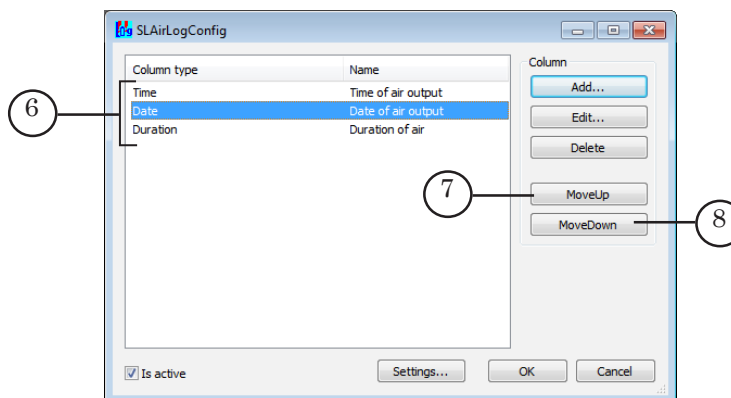 SLAirLogConfig
Column type Name
Time Time of air output
Date Date of air output
Duration Duration of air
Column
Add...
Edit...
Delete
MoveUp
MoveDown
Is active
Settings...
OK
Cancel
6
7
8